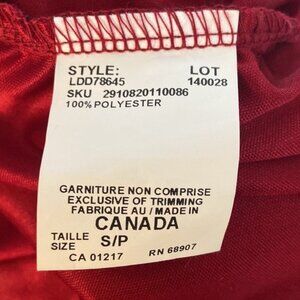 STYLE: LOT
LDD78645 140028
SKU 2910820110086
100% POLYESTER
GARNITURE NON COMPRISE
EXCLUSIVE OF TRIMMING
FABRIQUE AU / MADE IN
CANADA
TAILLE S/P
SIZE
CA 01217 RN 68907